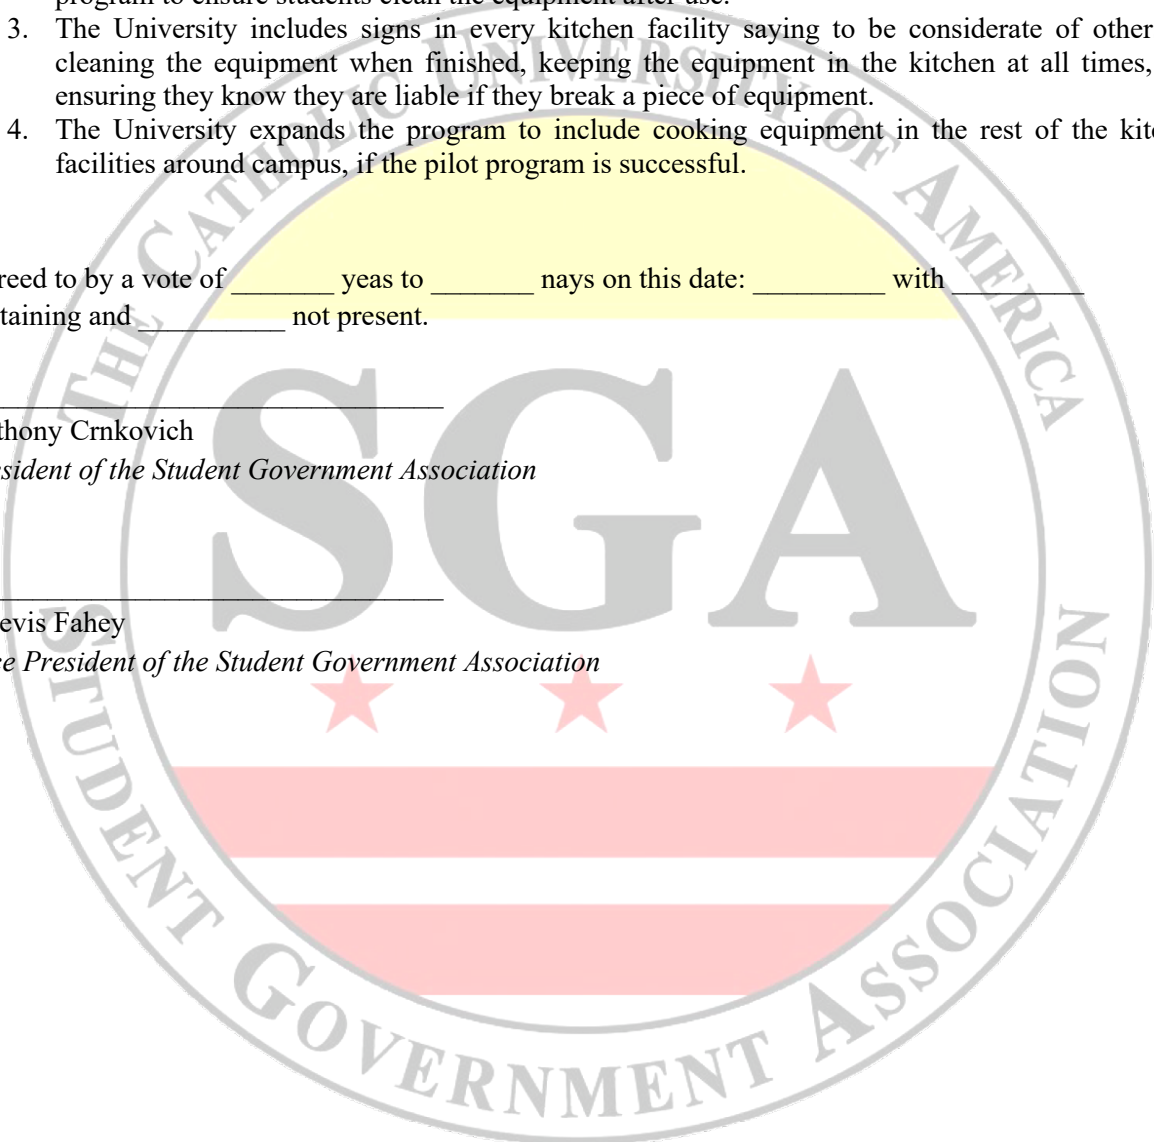 program to ensure students clean the equipment after use.
3. The University includes signs in every kitchen facility saying to be considerate of other
cleaning the equipment when finished, keeping the equipment in the kitchen at all times,
ensuring they know they are liable if they break a piece of equipment.
4. The University expands the program to include cooking equipment in the rest of the kitc
facilities around campus, if the pilot program is successful.
reed to by a vote of _______ yeas to _______ nays on this date: _________ with _________
taining and __________ not present.
thony Crnkovich
sident of the Student Government Association
evis Fahey
e President of the Student Government Association
THE CATHOLIC UNIVERSITY OF AMERICA
SGA
STUDENT GOVERNMENT ASSOCIATION